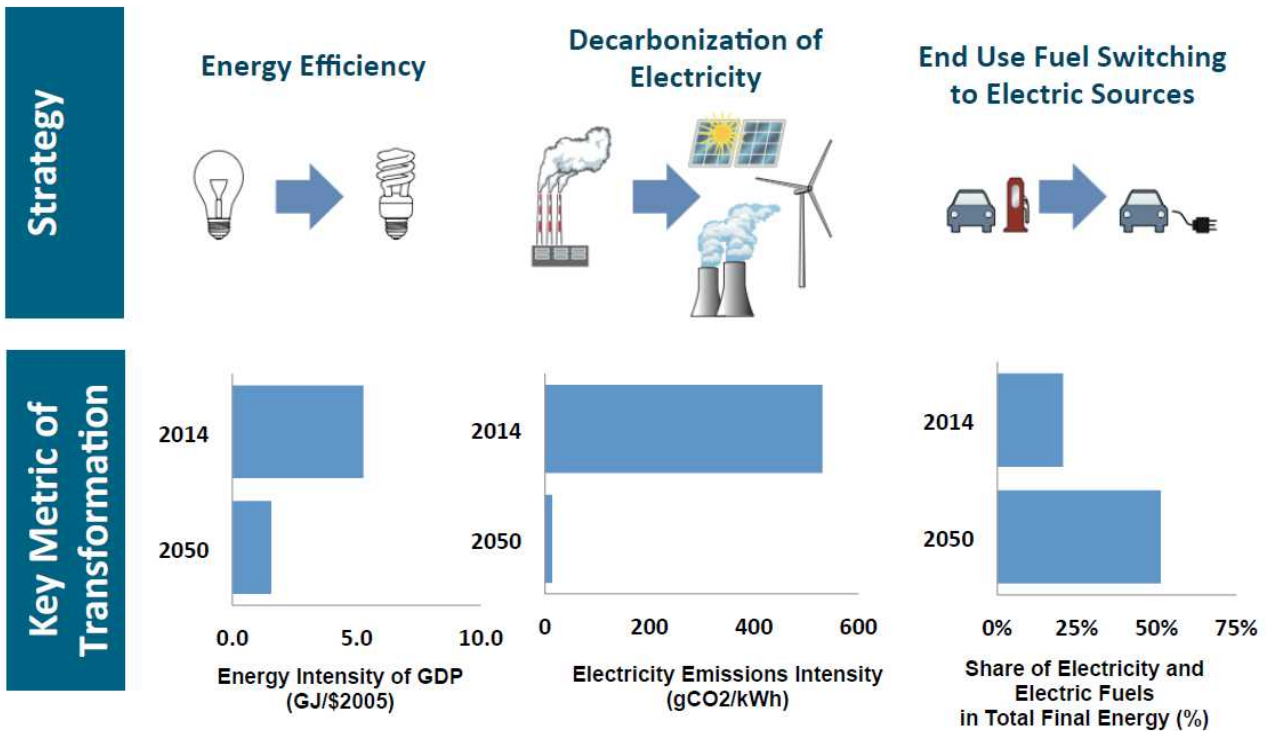 Strategy
Energy Efficiency
Decarbonization of
Electricity
End Use Fuel Switching
to Electric Sources
Key Metric of
Transformation
2014
2050
0.0 5.0 10.0
Energy Intensity of GDP
(GJ/$2005)
2014
2050
0 200 400 600
Electricity Emissions Intensity
(gCO2/kWh)
2014
2050
0% 25% 50% 75%
Share of Electricity and
Electric Fuels
in Total Final Energy (%)